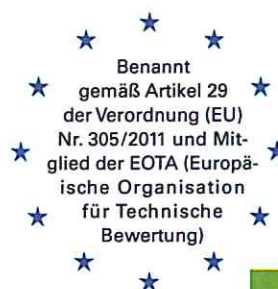 Benannt
gemäß Artikel 29
der Verordnung (EU)
Nr. 305/2011 und Mit-
glied der EOTA (Europä-
ische Organisation
für Technische
Bewertung)